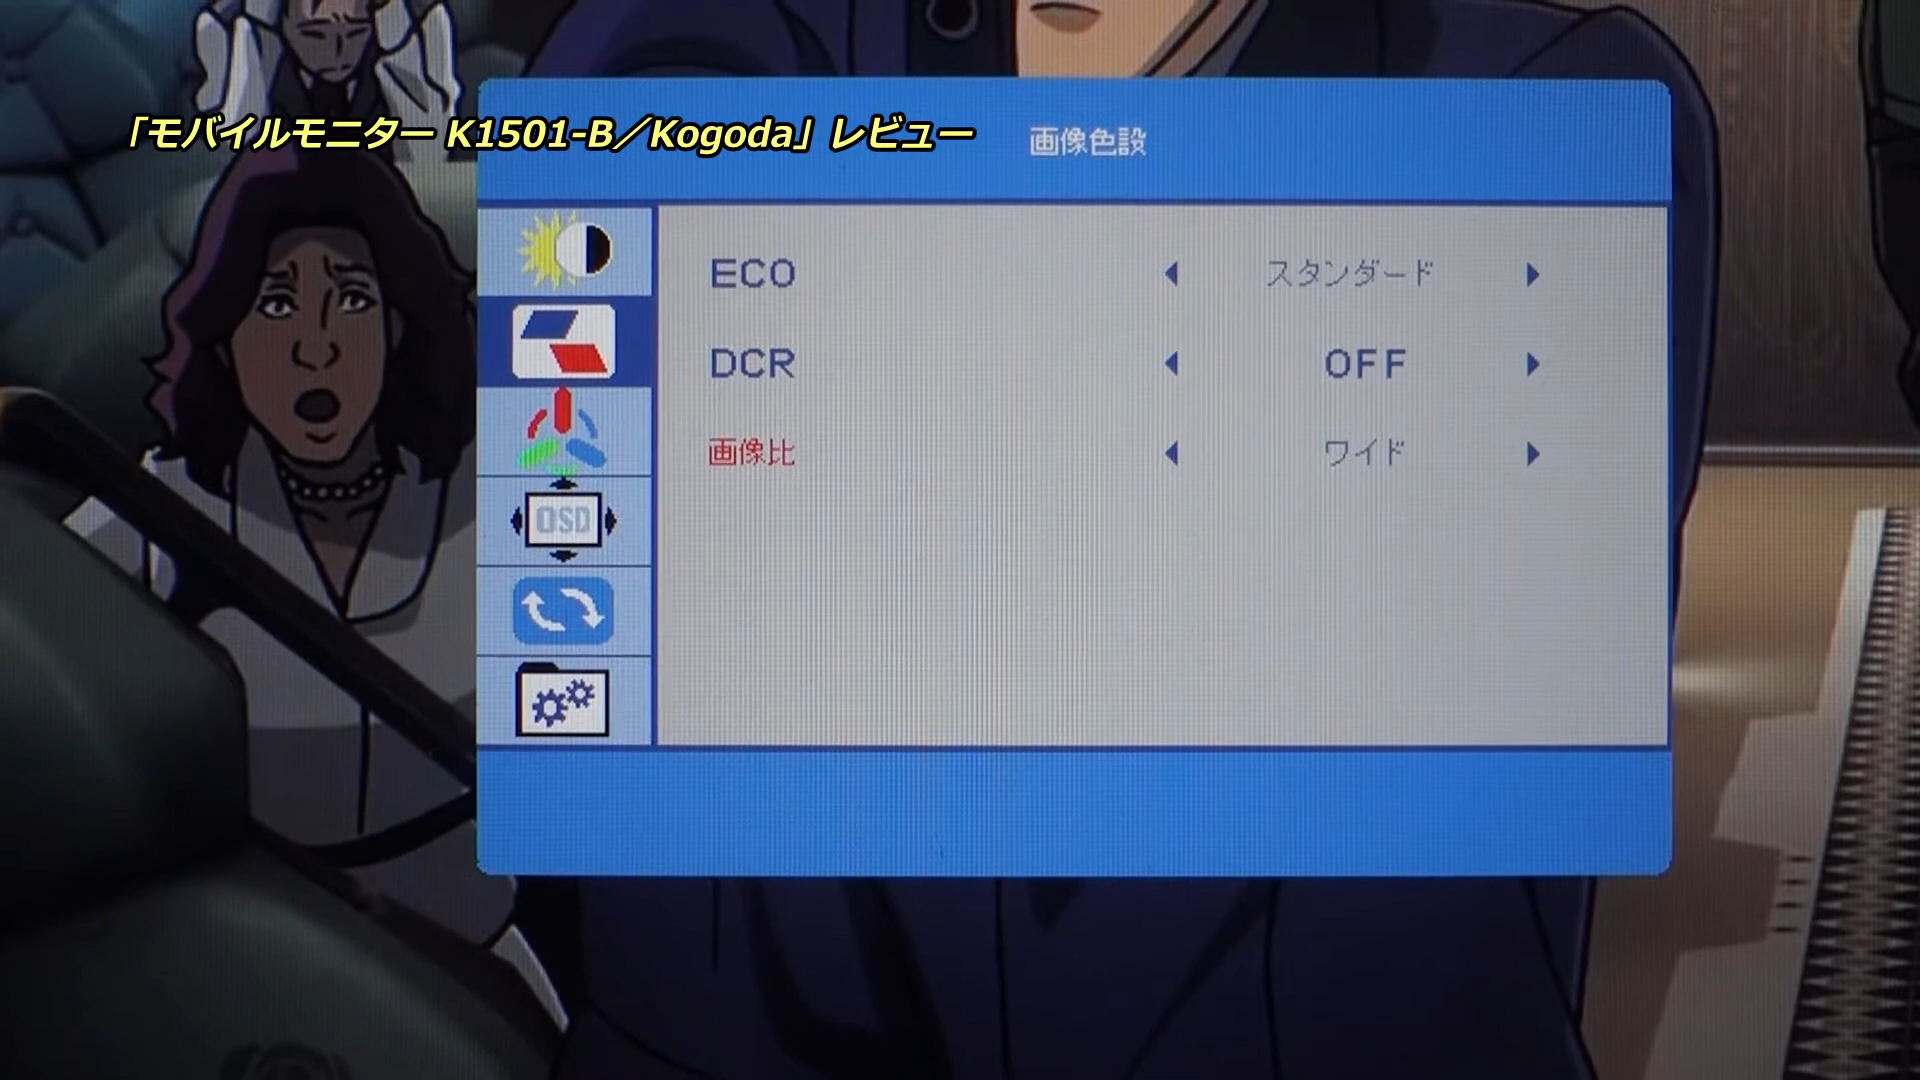 「モバイルモニター K1501-B／Kogoda」レビュー
画像色設
ECO スタンダード
DCR OFF
画像比 ワイド
OSD